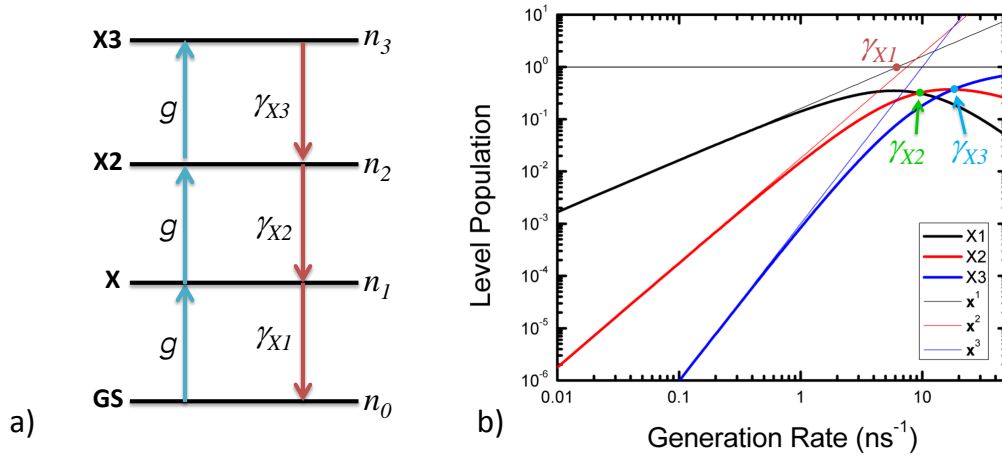 X3
n3
g
γX3
X2
n2
g
γX2
X
n1
g
γX1
GS
n0
a)
Level Population
10^1
10^0
10^-1
10^-2
10^-3
10^-4
10^-5
10^-6
γX1
γX2
γX3
X1
X2
X3
x^1
x^2
x^3
0.01
0.1
1
10
Generation Rate (ns^-1)
b)